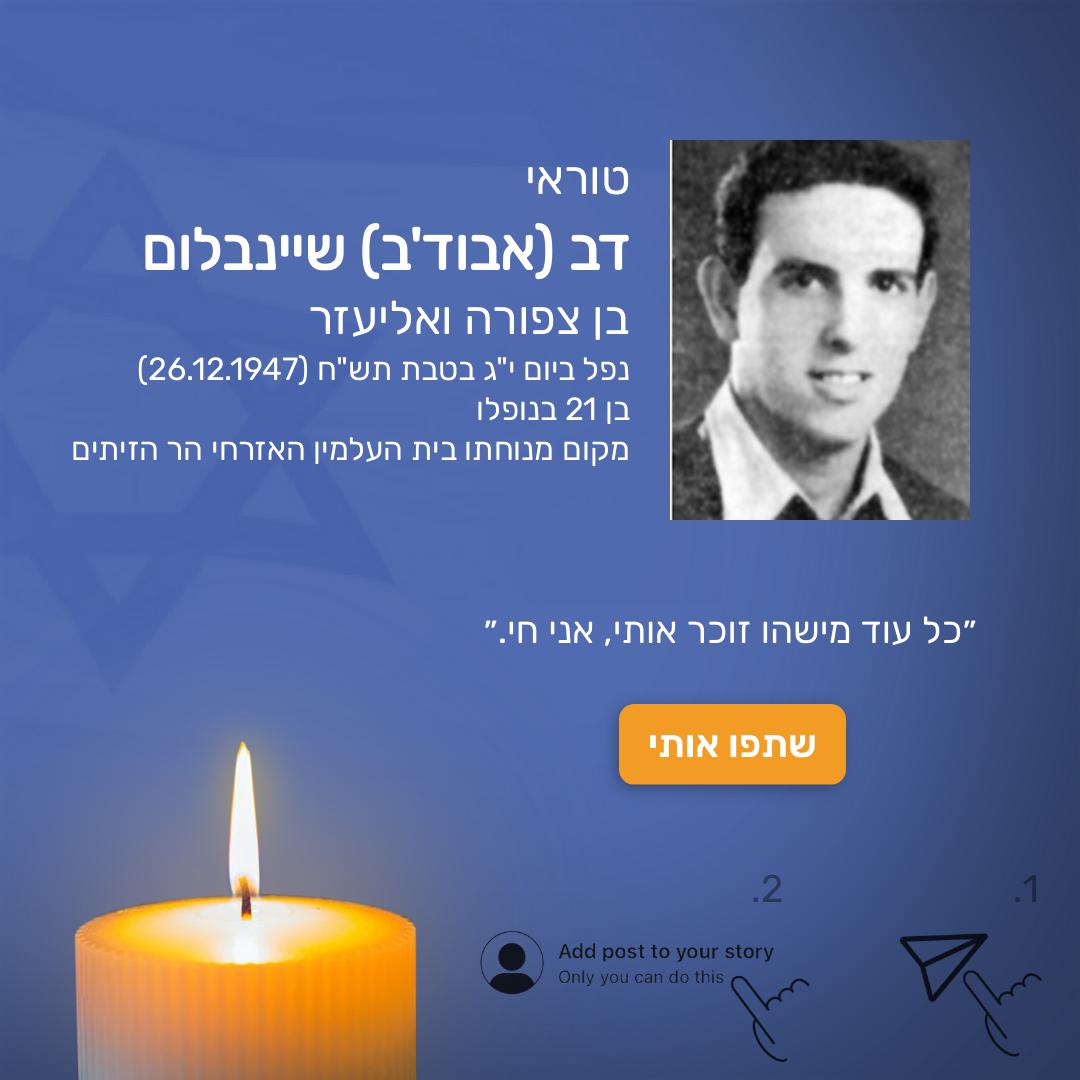 טוראי
דב (אבוד'ב) שיינבלום
בן צפורה ואליעזר
נפל ביום י"ג בטבת תש"ח (26.12.1947)
בן 21 בנופלו
מקום מנוחתו בית העלמין האזרחי הר הזיתים
״כל עוד מישהו זוכר אותי, אני חי.״
שתפו אותי
1.
2.
Add post to your story
Only you can do this